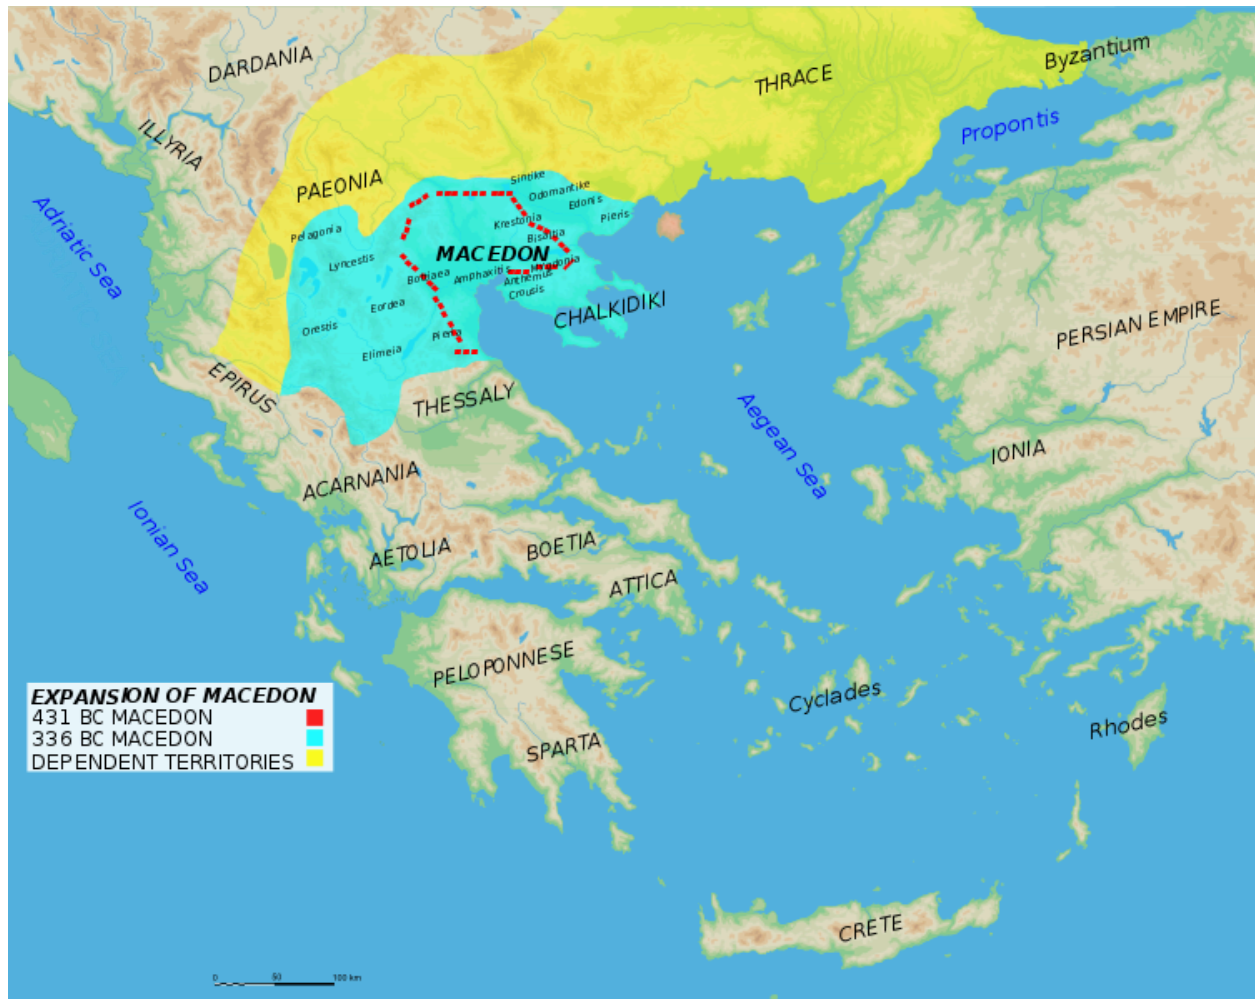 DARDANIA
THRACE
Byzantium
ILLYRIA
Propontis
PAEONIA
Sintike
Odomantike
Edonis
Pieris
Pelagonia
Krestonia
Bisaltia
Adriatic Sea
MACEDON
Lyncestis
Mygdonia
Bottiaea
Amphaxitis
Anthemus
Crousis
Eordea
CHALKIDIKI
Orestis
Pieria
Elimeia
PERSIAN EMPIRE
EPIRUS
THESSALY
Aegean Sea
IONIA
ACARNANIA
Ionian Sea
AETOLIA
BOETIA
ATTICA
PELOPONNESE
Cyclades
Rhodes
SPARTA
EXPANSION OF MACEDON
431 BC MACEDON
336 BC MACEDON
DEPENDENT TERRITORIES
CRETE
0 50 100 km